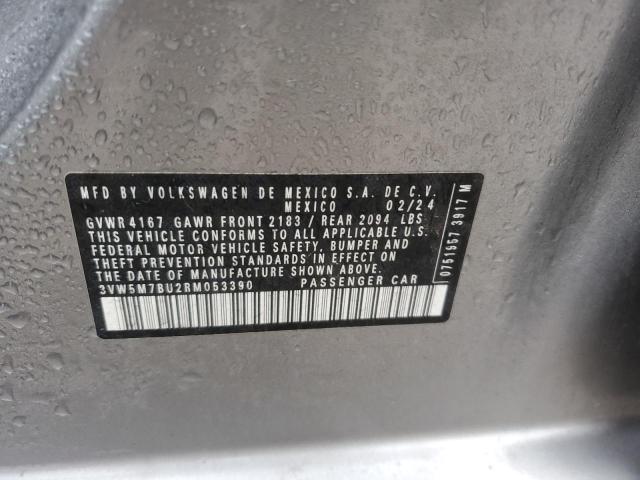 MFD BY VOLKSWAGEN DE MEXICO S.A. DE C.V.
MEXICO 02/24
GVWR 4167 GAWR FRONT 2183 / REAR 2094 LBS
THIS VEHICLE CONFORMS TO ALL APPLICABLE U.S.
FEDERAL MOTOR VEHICLE SAFETY, BUMPER AND
THEFT PREVENTION STANDARDS IN EFFECT ON
THE DATE OF MANUFACTURE SHOWN ABOVE.
3VW5M7BU2RM053390 PASSENGER CAR
0751957 3917 M